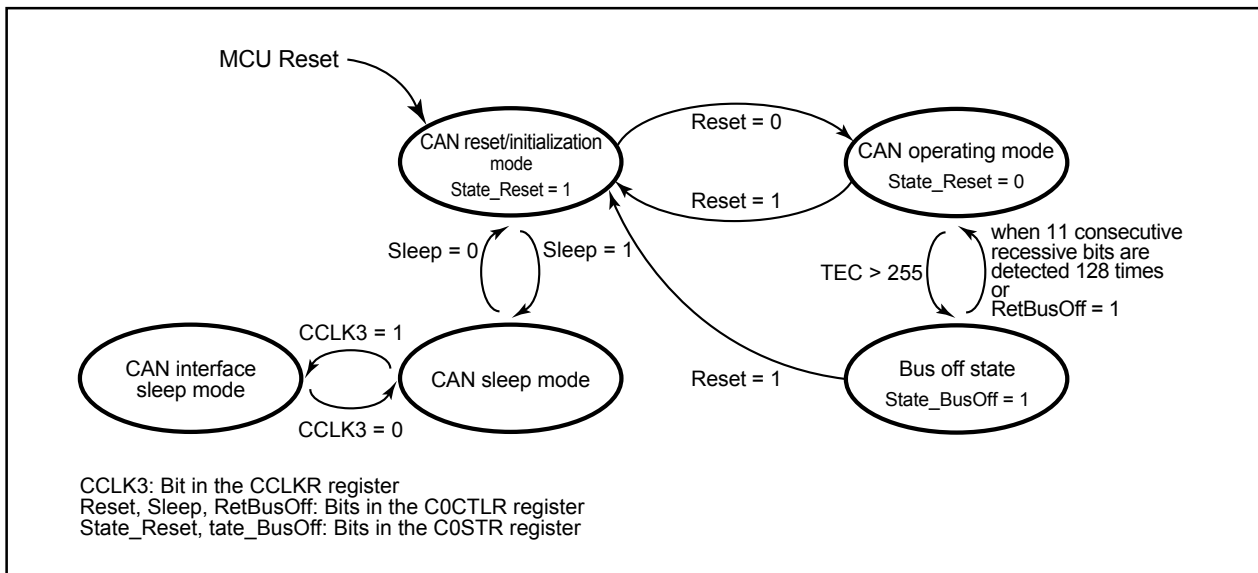 MCU Reset
CAN reset/initialization
mode
State_Reset = 1
Reset = 0
Reset = 1
CAN operating mode
State_Reset = 0
Sleep = 0
Sleep = 1
TEC > 255
when 11 consecutive
recessive bits are
detected 128 times
or
RetBusOff = 1
CCLK3 = 1
CAN interface
sleep mode
CCLK3 = 0
CAN sleep mode
Reset = 1
Bus off state
State_BusOff = 1
CCLK3: Bit in the CCLKR register
Reset, Sleep, RetBusOff: Bits in the C0CTLR register
State_Reset, tate_BusOff: Bits in the C0STR register